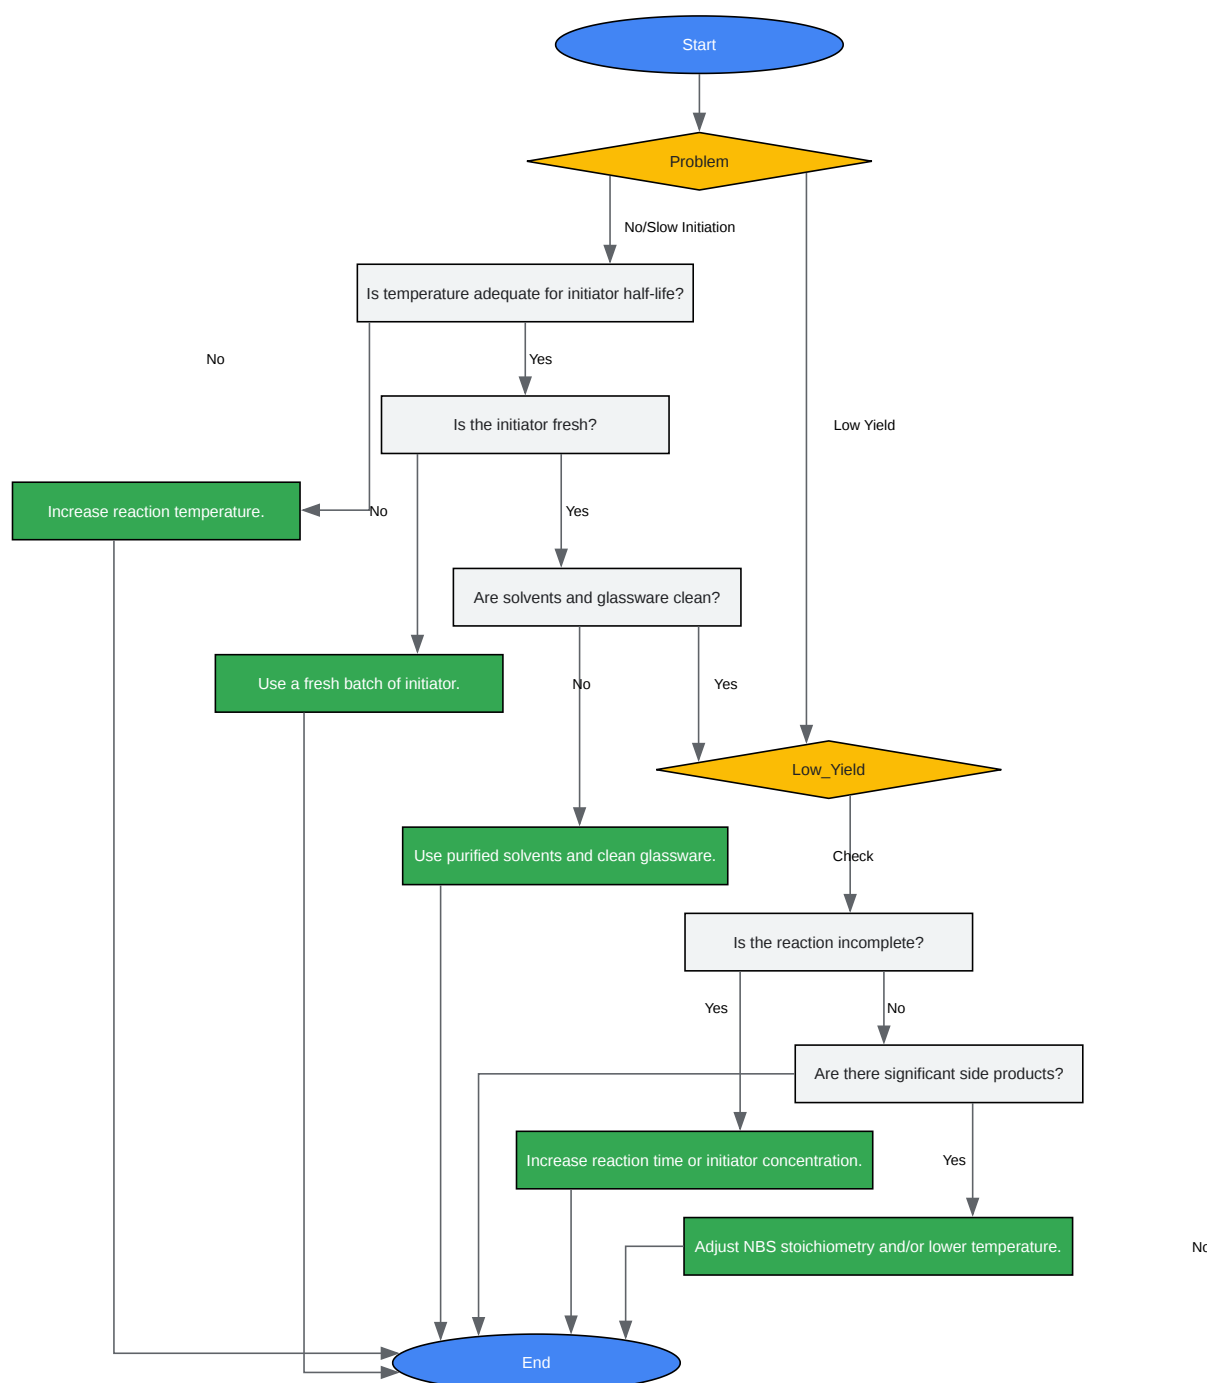 Start
Problem
No/Slow Initiation
Is temperature adequate for initiator half-life?
No
Yes
Is the initiator fresh?
Low Yield
Increase reaction temperature.
No
Yes
Are solvents and glassware clean?
Use a fresh batch of initiator.
No
Yes
Low_Yield
Use purified solvents and clean glassware.
Check
Is the reaction incomplete?
Yes
No
Are there significant side products?
Increase reaction time or initiator concentration.
Yes
Adjust NBS stoichiometry and/or lower temperature.
No
End